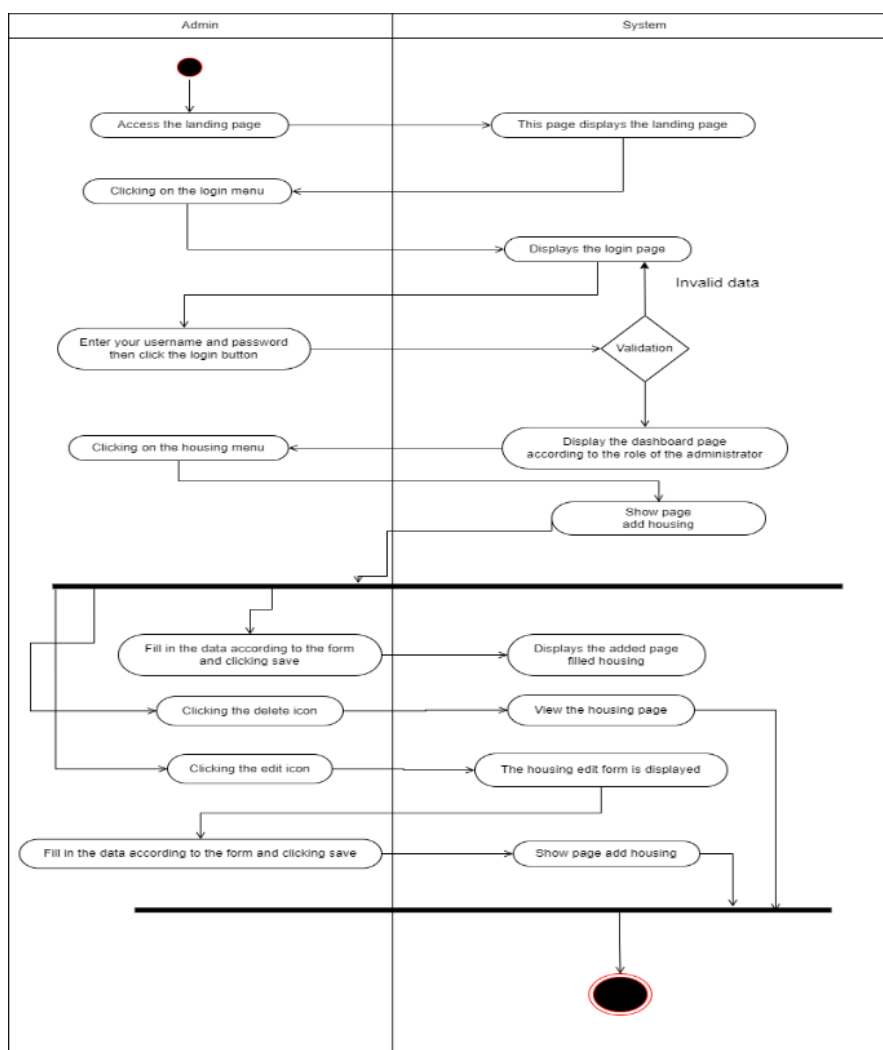 Admin
System
Access the landing page
This page displays the landing page
Clicking on the login menu
Displays the login page
Invalid data
Enter your username and password
then click the login button
Validation
Clicking on the housing menu
Display the dashboard page
according to the role of the administrator
Show page
add housing
Fill in the data according to the form
and clicking save
Displays the added page
filled housing
Clicking the delete icon
View the housing page
Clicking the edit icon
The housing edit form is displayed
Fill in the data according to the form and clicking save
Show page add housing